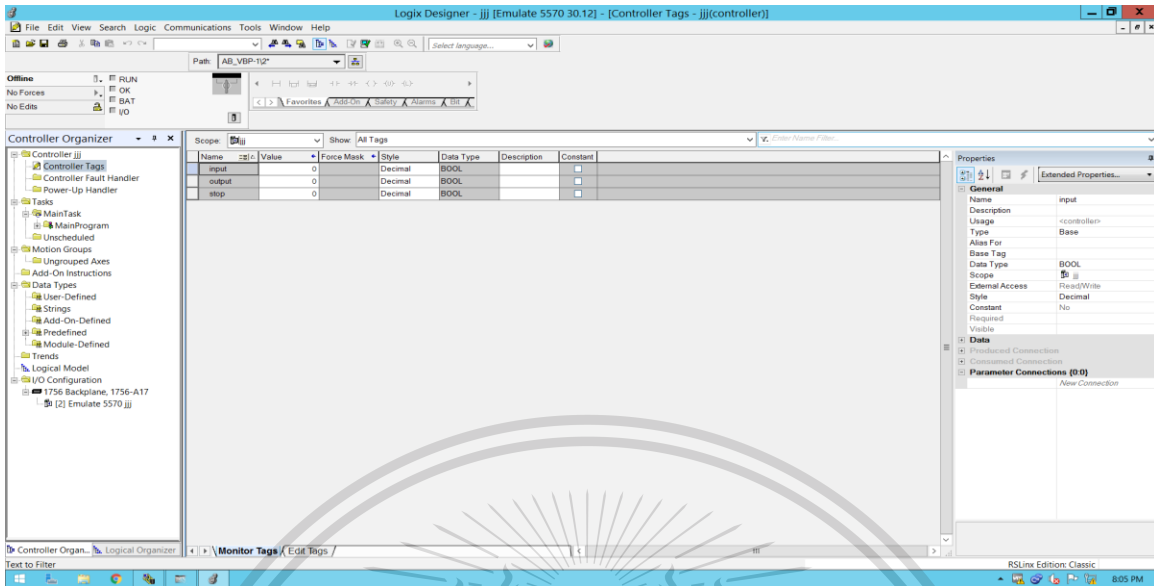 Logix Designer - jjj [Emulate 5570 30.12] - [Controller Tags - jjj(controller)]
File Edit View Search Logic Communications Tools Window Help
Select language...
Path: AB_VBP-1\2*
Offline
RUN
No Forces
OK
BAT
No Edits
I/O
Favorites Add-On Safety Alarms Bit
Controller Organizer
Scope: jjj Show: All Tags
Enter Name Filter...
Name Value Force Mask Style Data Type Description Constant
input 0 Decimal BOOL
output 0 Decimal BOOL
stop 0 Decimal BOOL
Controller jjj
Controller Tags
Controller Fault Handler
Power-Up Handler
Tasks
MainTask
MainProgram
Unscheduled
Motion Groups
Ungrouped Axes
Add-On Instructions
Data Types
User-Defined
Strings
Add-On-Defined
Predefined
Module-Defined
Trends
Logical Model
I/O Configuration
1756 Backplane, 1756-A17
[2] Emulate 5570 jjj
Properties
Extended Properties...
General
Name input
Description
Usage <controller>
Type Base
Alias For
Base Tag
Data Type BOOL
Scope jjj
External Access Read/Write
Style Decimal
Constant No
Required
Visible
Data
Produced Connection
Consumed Connection
Parameter Connections {0:0}
New Connection
Controller Organ... Logical Organizer
Monitor Tags Edit Tags
Text to Filter
RSLinx Edition: Classic
8:05 PM